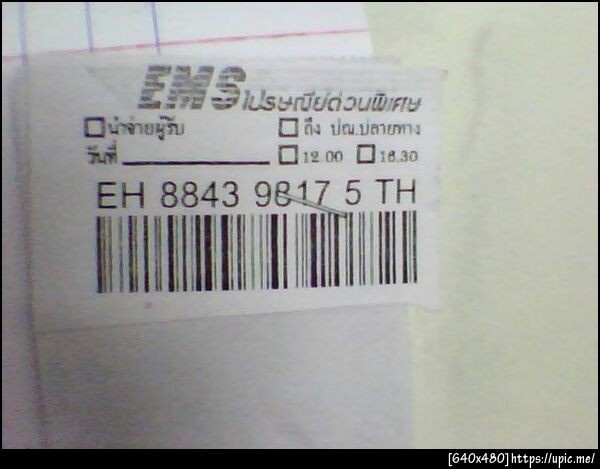 EMS ไปรษณีย์ด่วนพิเศษ
นำจ่ายผู้รับ ถึง ปณ.ปลายทาง
วันที่ 12.00 16.30
EH 8843 9817 5 TH
[640x480]https://upic.me/